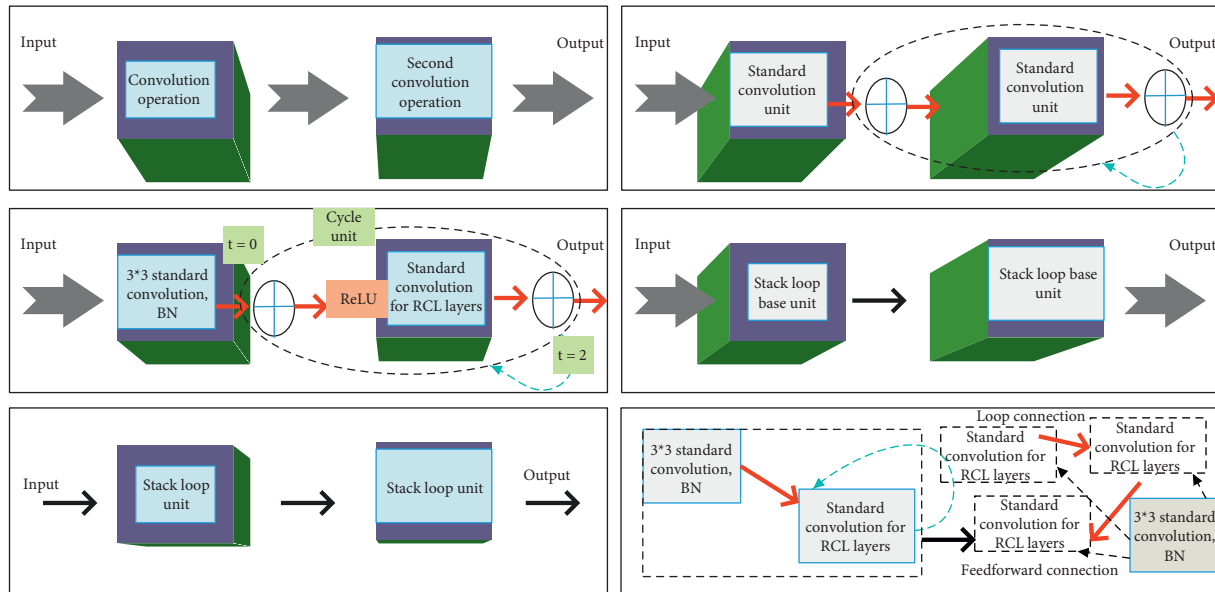 Input
Convolution
operation
Second
convolution
operation
Output
Input
Standard
convolution
unit
Standard
convolution
unit
Output
Input
t = 0
Cycle
unit
3*3 standard
convolution,
BN
ReLU
Standard
convolution
for RCL layers
Output
t = 2
Input
Stack loop
base unit
Stack loop base
unit
Output
Input
Stack loop
unit
Stack loop unit
Output
3*3 standard
convolution,
BN
Standard
convolution for
RCL layers
Loop connection
Standard
convolution for
RCL layers
Standard
convolution for
RCL layers
Standard
convolution for
RCL layers
3*3 standard
convolution,
BN
Feedforward connection